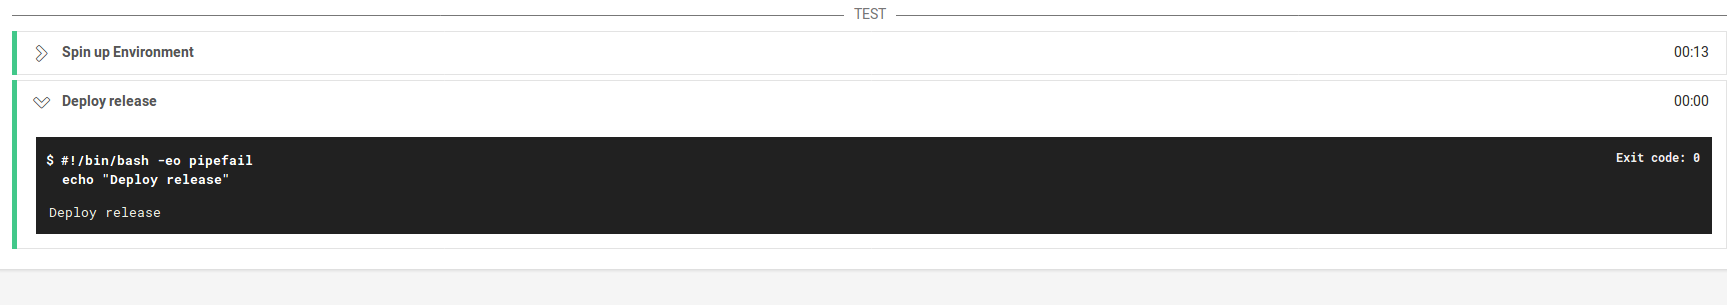 TEST
Spin up Environment 00:13
Deploy release 00:00
$ #!/bin/bash -eo pipefail Exit code: 0
echo "Deploy release"
Deploy release